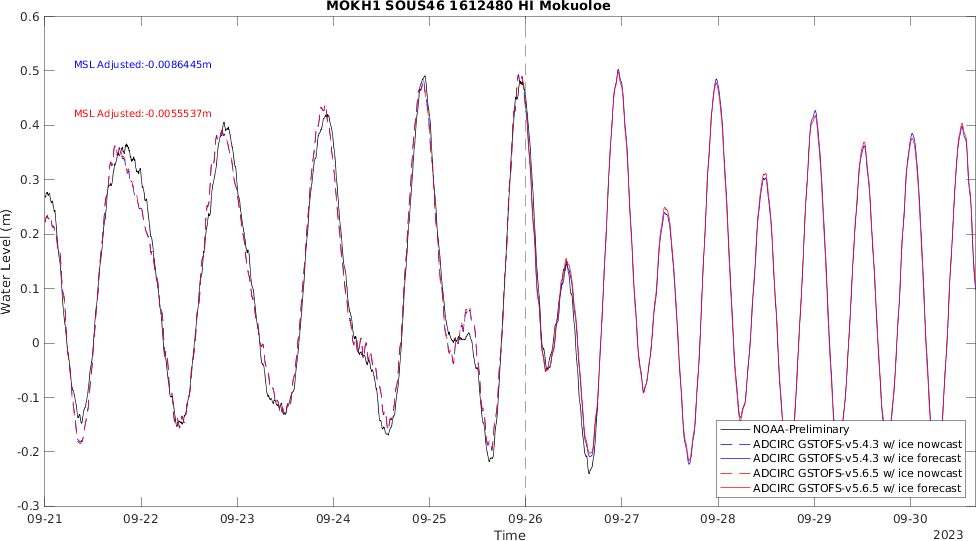 MOKH1 SOUS46 1612480 HI Mokuoloe
Water Level (m)
0.6
0.5
0.4
0.3
0.2
0.1
0
-0.1
-0.2
-0.3
MSL Adjusted:-0.0086445m
MSL Adjusted:-0.0055537m
NOAA-Preliminary
ADCIRC GSTOFS-v5.4.3 w/ ice nowcast
ADCIRC GSTOFS-v5.4.3 w/ ice forecast
ADCIRC GSTOFS-v5.6.5 w/ ice nowcast
ADCIRC GSTOFS-v5.6.5 w/ ice forecast
09-21 09-22 09-23 09-24 09-25 09-26 09-27 09-28 09-29 09-30
Time
2023